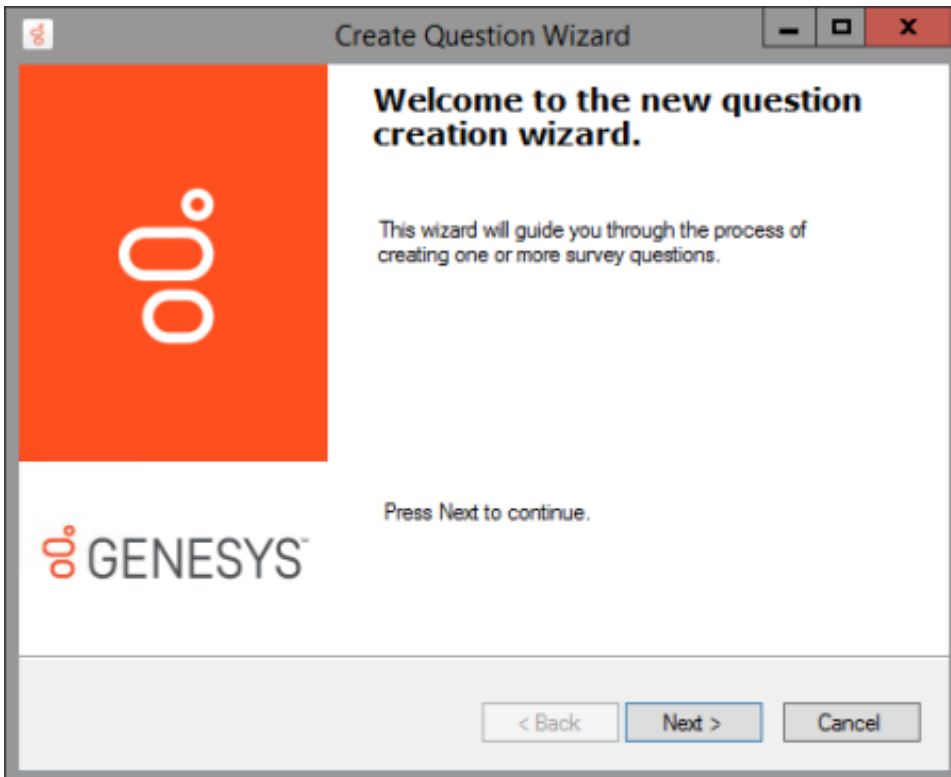 Create Question Wizard
Welcome to the new question
creation wizard.
This wizard will guide you through the process of
creating one or more survey questions.
Press Next to continue.
GENESYS™
< Back Next > Cancel